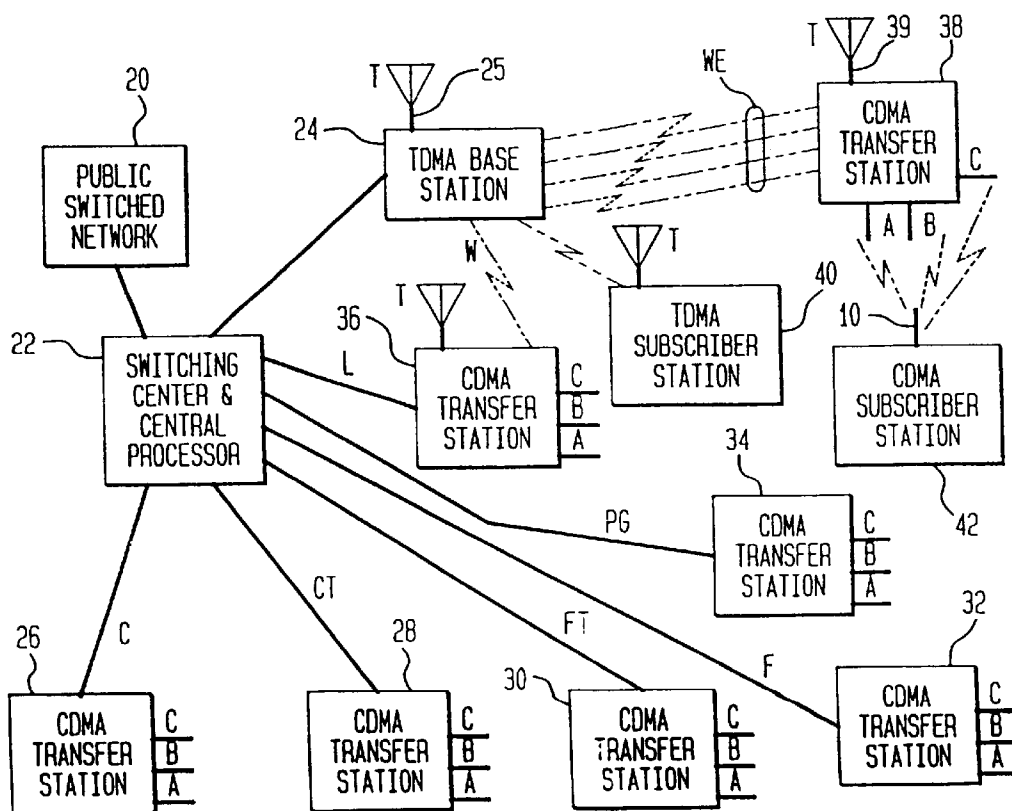 20
PUBLIC
SWITCHED
NETWORK
22
SWITCHING
CENTER &
CENTRAL
PROCESSOR
T
25
24
TDMA BASE
STATION
WE
T
39
38
CDMA
TRANSFER
STATION
C
A
B
W
T
40
TDMA
SUBSCRIBER
STATION
10
CDMA
SUBSCRIBER
STATION
42
L
T
36
CDMA
TRANSFER
STATION
C
B
A
PG
34
CDMA
TRANSFER
STATION
C
B
A
C
26
CDMA
TRANSFER
STATION
C
B
A
CT
28
CDMA
TRANSFER
STATION
C
B
A
FT
30
CDMA
TRANSFER
STATION
C
B
A
F
32
CDMA
TRANSFER
STATION
C
B
A